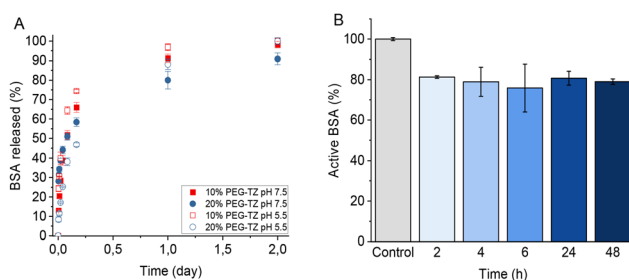 A
BSA released (%)
100
90
80
70
60
50
40
30
20
10
0
0,0
0,5
1,0
1,5
2,0
Time (day)
10% PEG-TZ pH 7.5
20% PEG-TZ pH 7.5
10% PEG-TZ pH 5.5
20% PEG-TZ pH 5.5
B
Active BSA (%)
100
80
60
40
20
0
Control
2
4
6
24
48
Time (h)